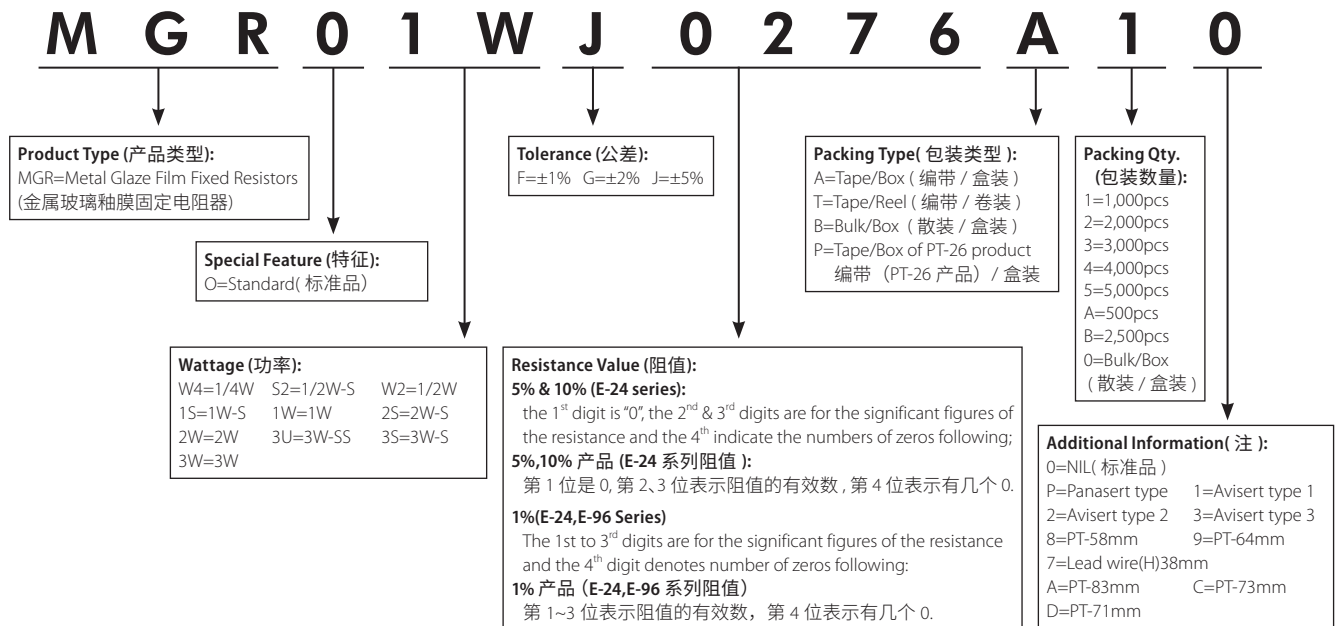 M G R 0 1 W J 0 2 7 6 A 1 0
Product Type (产品类型):
MGR=Metal Glaze Film Fixed Resistors
(金属玻璃釉膜固定电阻器)
Special Feature (特征):
O=Standard( 标准品)
Wattage (功率):
W4=1/4W S2=1/2W-S W2=1/2W
1S=1W-S 1W=1W 2S=2W-S
2W=2W 3U=3W-SS 3S=3W-S
3W=3W
Tolerance (公差):
F=±1% G=±2% J=±5%
Resistance Value (阻值):
5% & 10% (E-24 series):
the 1st digit is "0", the 2nd & 3rd digits are for the significant figures of
the resistance and the 4th indicate the numbers of zeros following;
5%,10% 产品 (E-24 系列阻值 ):
第 1 位是 0, 第 2、3 位表示阻值的有效数 , 第 4 位表示有几个 0.
1%(E-24,E-96 Series)
The 1st to 3rd digits are for the significant figures of the resistance
and the 4th digit denotes number of zeros following:
1% 产品 (E-24,E-96 系列阻值)
第 1~3 位表示阻值的有效数，第 4 位表示有几个 0.
Packing Type( 包装类型 ):
A=Tape/Box ( 编带 / 盒装 )
T=Tape/Reel ( 编带 / 卷装 )
B=Bulk/Box ( 散装 / 盒装 )
P=Tape/Box of PT-26 product
编带（PT-26 产品）/ 盒装
Packing Qty.
(包装数量):
1=1,000pcs
2=2,000pcs
3=3,000pcs
4=4,000pcs
5=5,000pcs
A=500pcs
B=2,500pcs
0=Bulk/Box
( 散装 / 盒装 )
Additional Information( 注 ):
0=NIL( 标准品 )
P=Panasert type 1=Avisert type 1
2=Avisert type 2 3=Avisert type 3
8=PT-58mm 9=PT-64mm
7=Lead wire(H)38mm
A=PT-83mm C=PT-73mm
D=PT-71mm